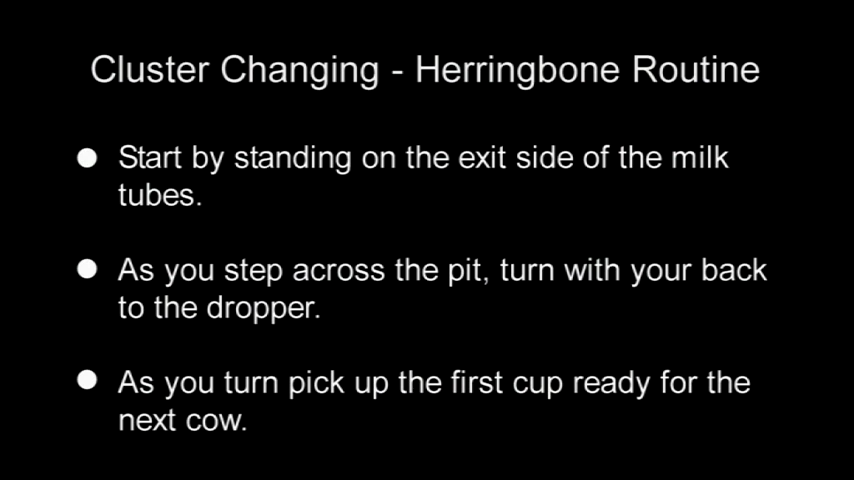 Cluster Changing - Herringbone Routine
● Start by standing on the exit side of the milk
tubes.
● As you step across the pit, turn with your back
to the dropper.
● As you turn pick up the first cup ready for the
next cow.